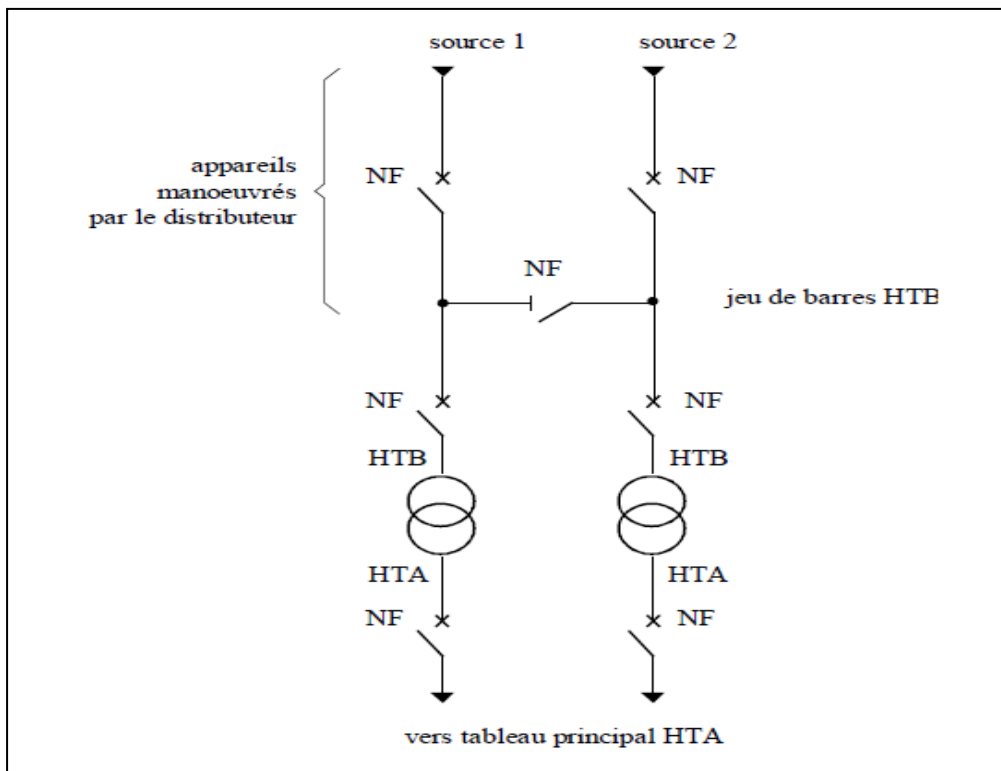 source 1
source 2
appareils
manoeuvrés
par le distributeur
NF
NF
NF
jeu de barres HTB
NF
NF
HTB
HTB
HTA
HTA
NF
NF
vers tableau principal HTA